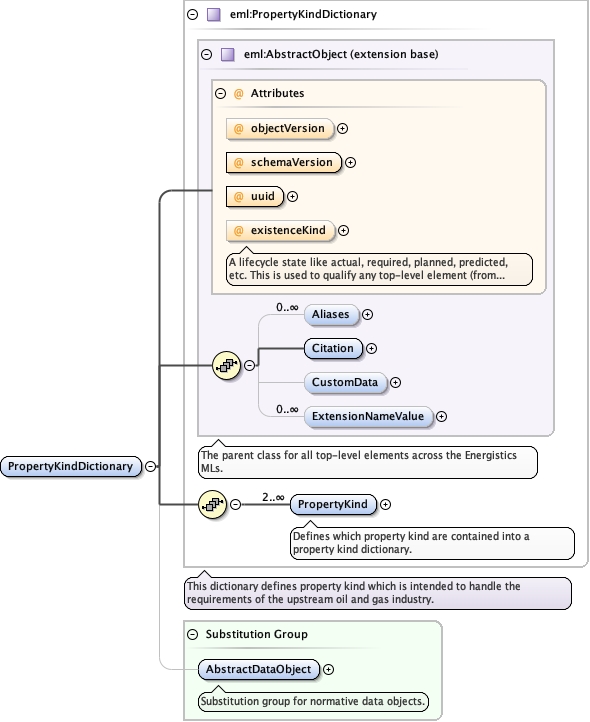 eml:PropertyKindDictionary
eml:AbstractObject (extension base)
@ Attributes
@ objectVersion
@ schemaVersion
@ uuid
@ existenceKind
A lifecycle state like actual, required, planned, predicted,
etc. This is used to qualify any top-level element (from...
0..∞
Aliases
Citation
CustomData
0..∞
ExtensionNameValue
The parent class for all top-level elements across the Energistics
MLs.
PropertyKindDictionary
2..∞
PropertyKind
Defines which property kind are contained into a
property kind dictionary.
This dictionary defines property kind which is intended to handle the
requirements of the upstream oil and gas industry.
Substitution Group
AbstractDataObject
Substitution group for normative data objects.